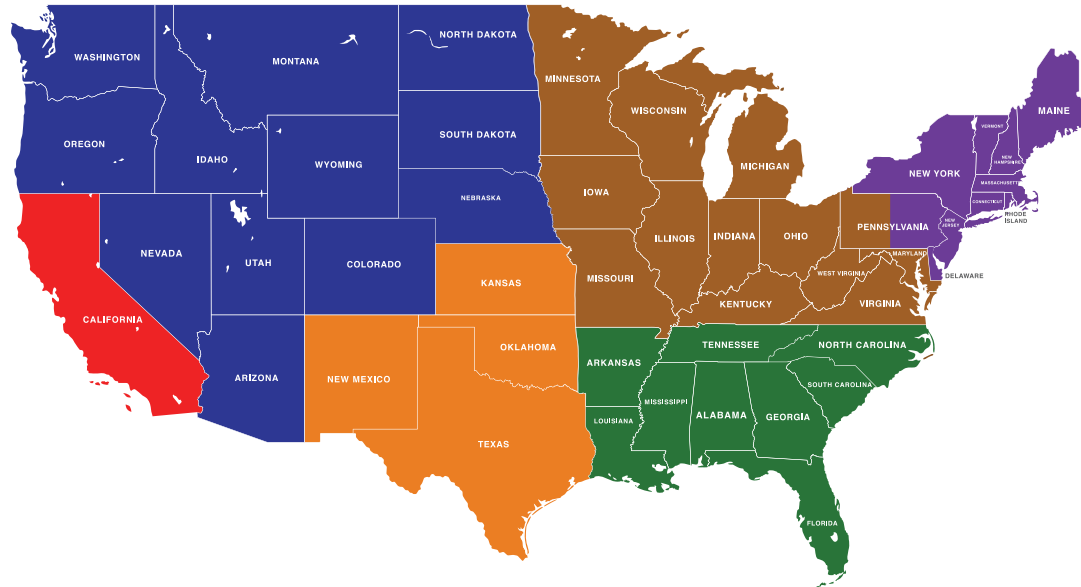 WASHINGTON
MONTANA
NORTH DAKOTA
MINNESOTA
OREGON
IDAHO
WYOMING
SOUTH DAKOTA
WISCONSIN
MICHIGAN
NEW YORK
VERMONT
NEW
HAMPSHIRE
MAINE
MASSACHUSETTS
CONNECTICUT
RHODE
ISLAND
NEBRASKA
IOWA
NEVADA
UTAH
COLORADO
ILLINOIS
INDIANA
OHIO
PENNSYLVANIA
NEW
JERSEY
MARYLAND
DELAWARE
CALIFORNIA
KANSAS
MISSOURI
KENTUCKY
WEST VIRGINIA
VIRGINIA
ARIZONA
NEW MEXICO
OKLAHOMA
ARKANSAS
TENNESSEE
NORTH CAROLINA
SOUTH CAROLINA
TEXAS
LOUISIANA
MISSISSIPPI
ALABAMA
GEORGIA
FLORIDA